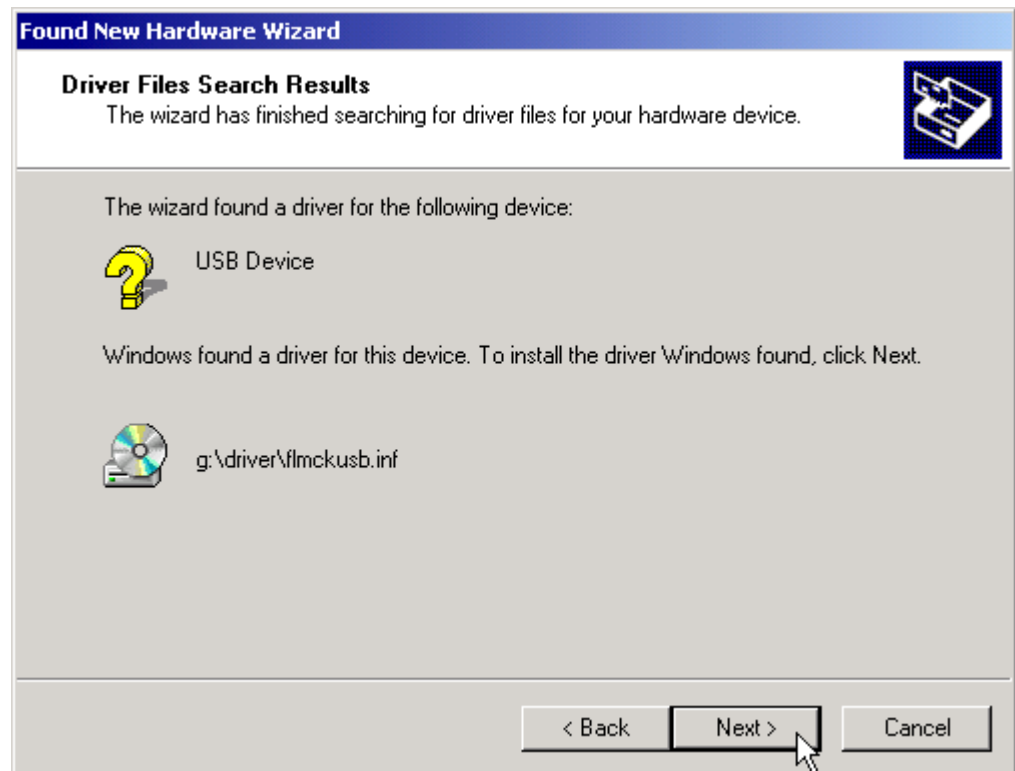 Found New Hardware Wizard
Driver Files Search Results
The wizard has finished searching for driver files for your hardware device.
The wizard found a driver for the following device:
USB Device
Windows found a driver for this device. To install the driver Windows found, click Next.
g:\driver\flmckusb.inf
< Back Next > Cancel